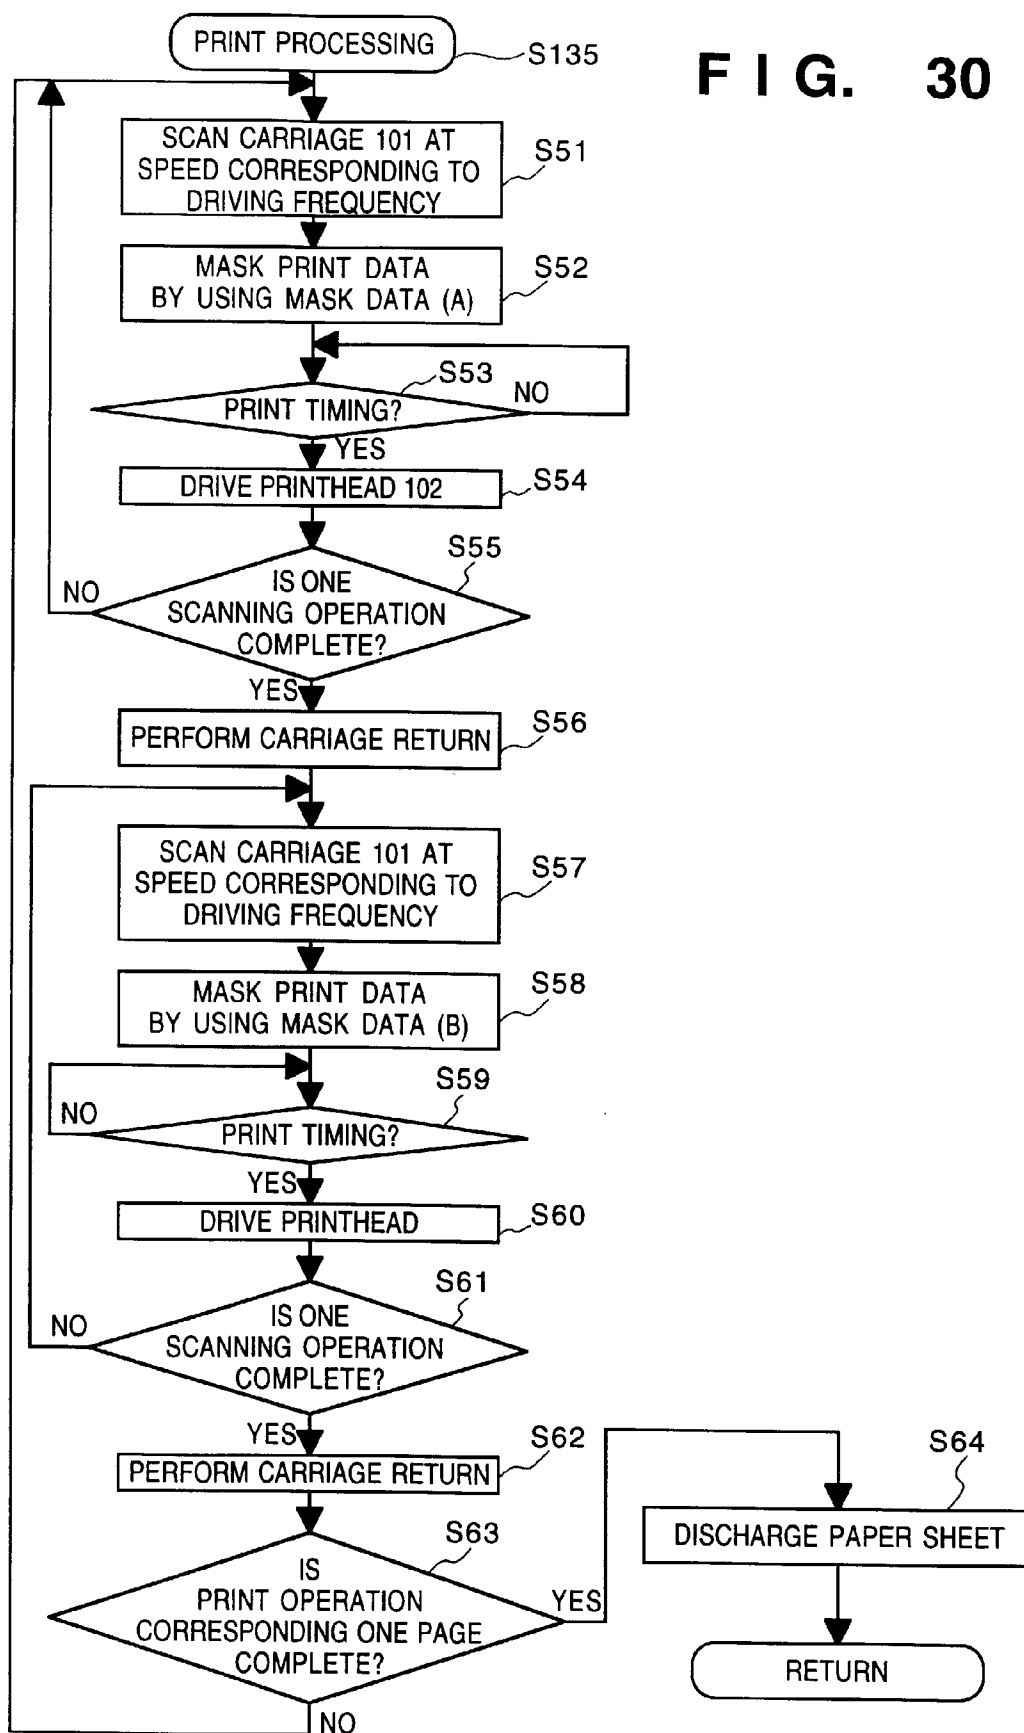 PRINT PROCESSING
S135
F I G. 30
SCAN CARRIAGE 101 AT
SPEED CORRESPONDING TO
DRIVING FREQUENCY
S51
MASK PRINT DATA
BY USING MASK DATA (A)
S52
S53
PRINT TIMING?
NO
YES
DRIVE PRINTHEAD 102
S54
S55
IS ONE
SCANNING OPERATION
COMPLETE?
NO
YES
PERFORM CARRIAGE RETURN
S56
SCAN CARRIAGE 101 AT
SPEED CORRESPONDING TO
DRIVING FREQUENCY
S57
MASK PRINT DATA
BY USING MASK DATA (B)
S58
S59
NO
PRINT TIMING?
YES
DRIVE PRINTHEAD
S60
S61
IS ONE
SCANNING OPERATION
COMPLETE?
NO
YES
PERFORM CARRIAGE RETURN
S62
S63
IS
PRINT OPERATION
CORRESPONDING ONE PAGE
COMPLETE?
YES
NO
S64
DISCHARGE PAPER SHEET
RETURN